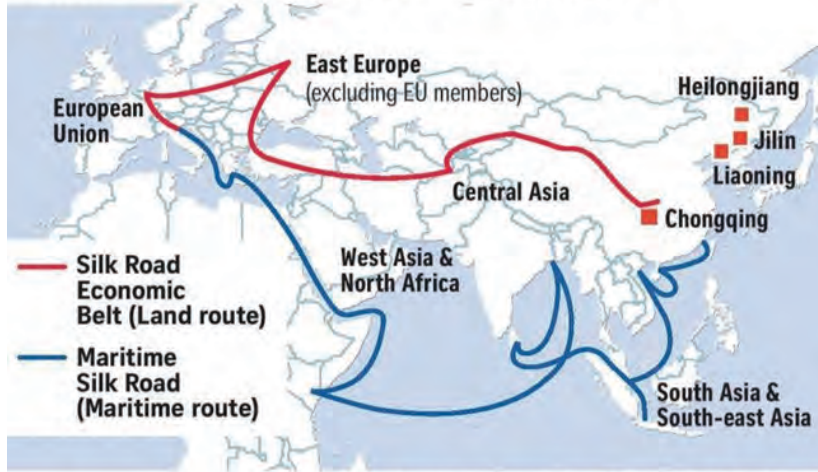 East Europe
(excluding EU members)
European
Union
Heilongjiang
Jilin
Liaoning
Central Asia
Chongqing
West Asia &
North Africa
Silk Road
Economic
Belt (Land route)
Maritime
Silk Road
(Maritime route)
South Asia &
South-east Asia